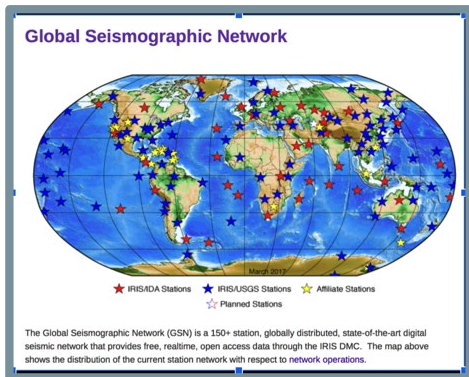 Global Seismographic Network
March 2017
IRIS/IDA Stations IRIS/USGS Stations Affiliate Stations
Planned Stations
The Global Seismographic Network (GSN) is a 150+ station, globally distributed, state-of-the-art digital
seismic network that provides free, realtime, open access data through the IRIS DMC. The map above
shows the distribution of the current station network with respect to network operations.